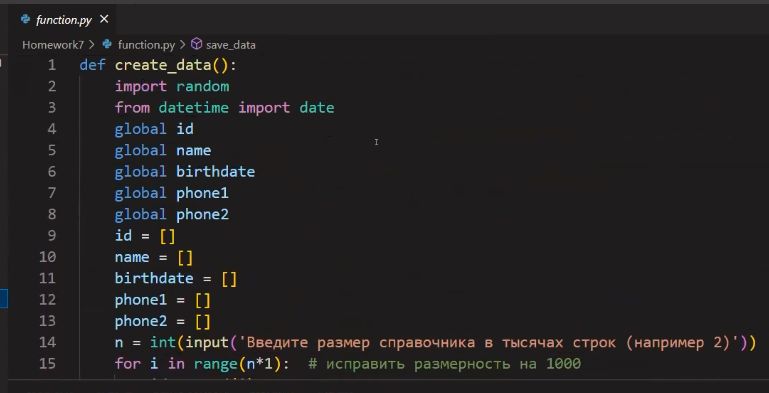 function.py ×
Homework7 > function.py > save_data
1 def create_data():
2 import random
3 from datetime import date
4 global id
5 global name
6 global birthdate
7 global phone1
8 global phone2
9 id = []
10 name = []
11 birthdate = []
12 phone1 = []
13 phone2 = []
14 n = int(input('Введите размер справочника в тысячах строк (например 2)'))
15 for i in range(n*1):  # исправить размерность на 1000